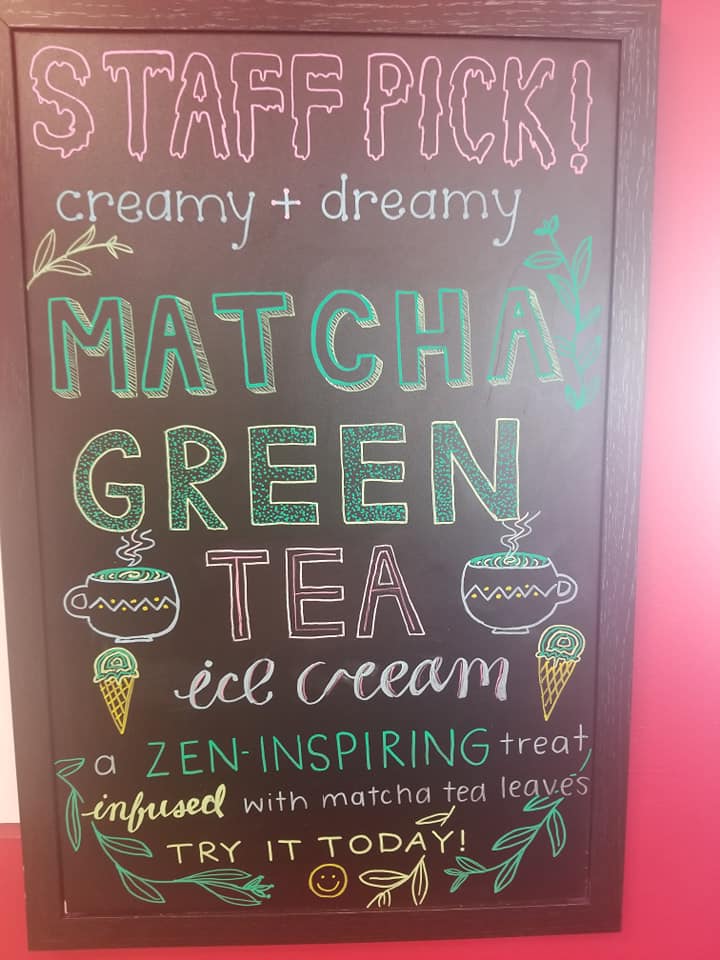 STAFF PICK!
creamy + dreamy
MATCHA
GREEN
TEA
ice cream
a ZEN-INSPIRING treat
infused with matcha tea leaves
TRY IT TODAY!